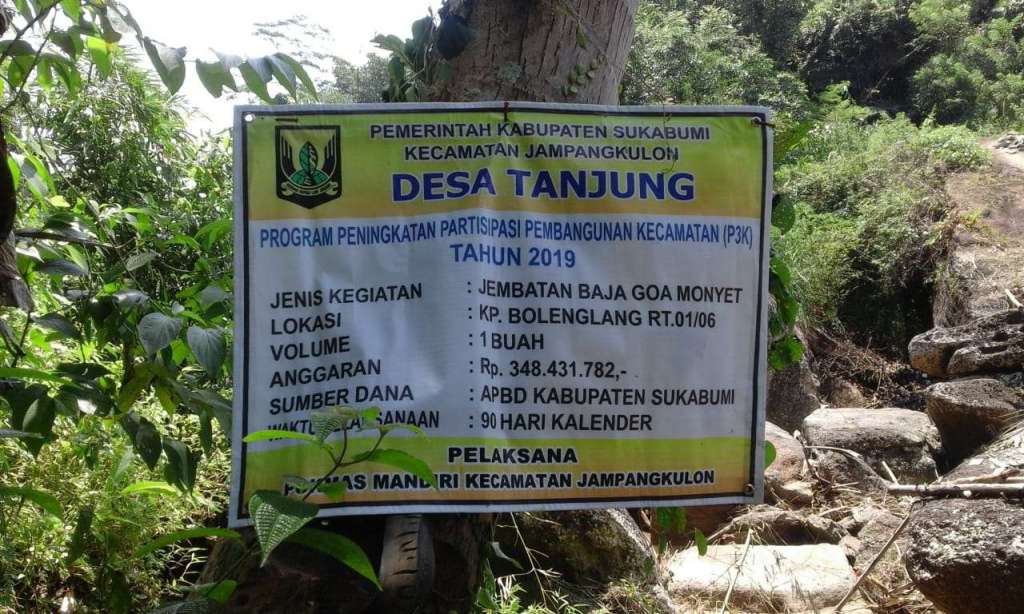 PEMERINTAH KABUPATEN SUKABUMI
KECAMATAN JAMPANGKULON
DESA TANJUNG
PROGRAM PENINGKATAN PARTISIPASI PEMBANGUNAN KECAMATAN (P3K)
TAHUN 2019
JENIS KEGIATAN : JEMBATAN BAJA GOA MONYET
LOKASI : KP. BOLENGLANG RT.01/06
VOLUME : 1 BUAH
ANGGARAN : Rp. 348.431.782,-
SUMBER DANA : APBD KABUPATEN SUKABUMI
WAKTU : 90 HARI KALENDER
PELAKSANA
MANDIRI KECAMATAN JAMPANGKULON